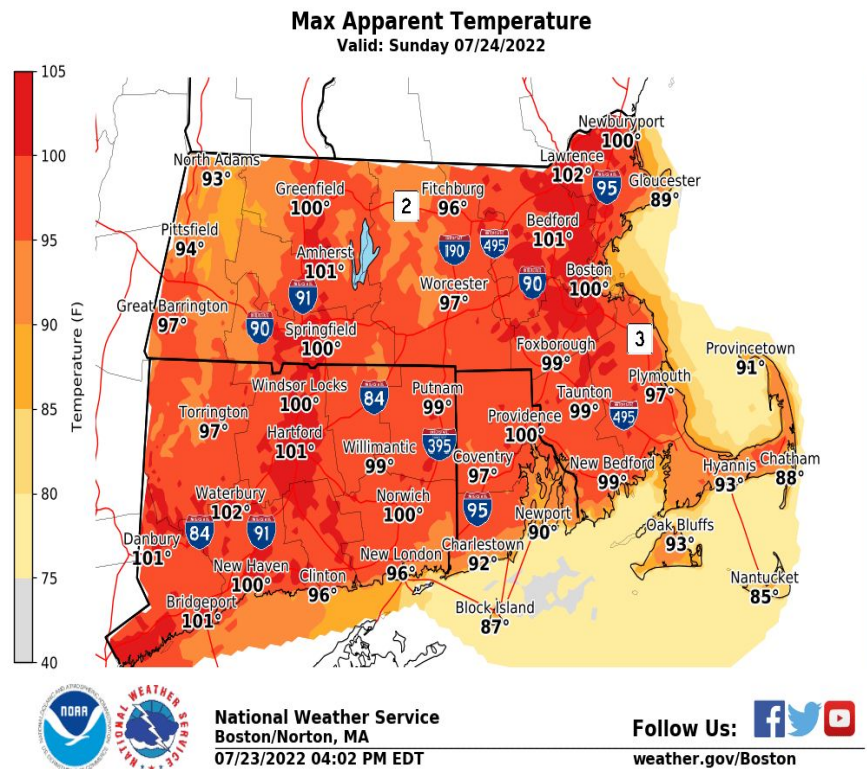 Max Apparent Temperature
Valid: Sunday 07/24/2022
105
100
95
90
85
80
75
40
Temperature (F)
Newburyport
100°
North Adams
93°
Lawrence
102°
95
Gloucester
89°
Greenfield
100°
2
Fitchburg
96°
Pittsfield
94°
Bedford
101°
190
495
Amherst
101°
91
Worcester
97°
90
Boston
100°
Great Barrington
97°
90
Springfield
100°
Foxborough
99°
3
Provincetown
91°
Windsor Locks
100°
84
Putnam
99°
Taunton
99°
Plymouth
97°
495
Torrington
97°
Hartford
101°
Willimantic
99°
395
Providence
100°
Coventry
97°
New Bedford
99°
Hyannis
93°
Chatham
88°
Waterbury
102°
Norwich
100°
95
Newport
90°
Oak Bluffs
93°
Danbury
101°
84
91
New Haven
100°
Clinton
96°
New London
96°
Charlestown
92°
Nantucket
85°
Bridgeport
101°
Block Island
87°
NOAA
NATIONAL WEATHER SERVICE
National Weather Service
Boston/Norton, MA
07/23/2022 04:02 PM EDT
Follow Us:
weather.gov/Boston